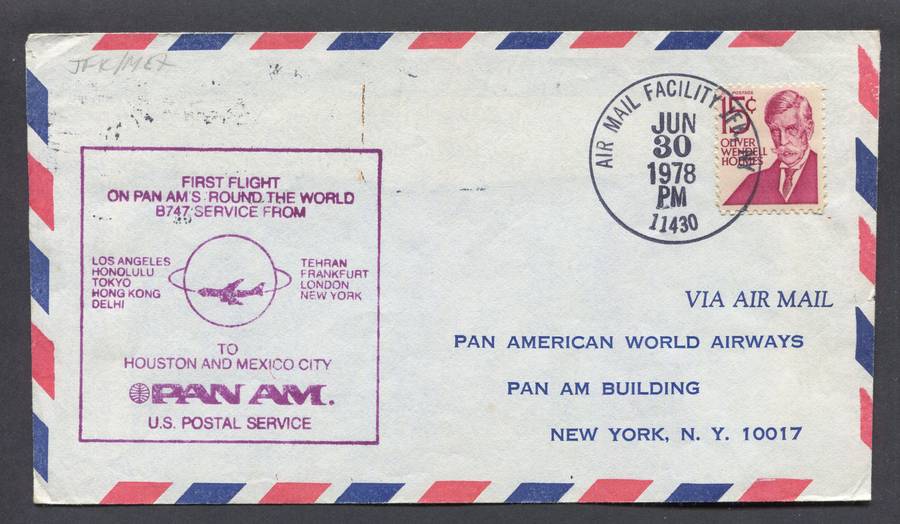 JFK/MEX
AIR MAIL FACILITY JFK, NY
JUN
30
1978
PM
11430
POSTAGE
15¢
OLIVER
WENDELL
HOLMES
FIRST FLIGHT
ON PAN AM'S 'ROUND THE WORLD
B747 SERVICE FROM
LOS ANGELES
HONOLULU
TOKYO
HONG KONG
DELHI
TEHRAN
FRANKFURT
LONDON
NEW YORK
TO
HOUSTON AND MEXICO CITY
PAN AM.
U.S. POSTAL SERVICE
VIA AIR MAIL
PAN AMERICAN WORLD AIRWAYS
PAN AM BUILDING
NEW YORK, N. Y. 10017